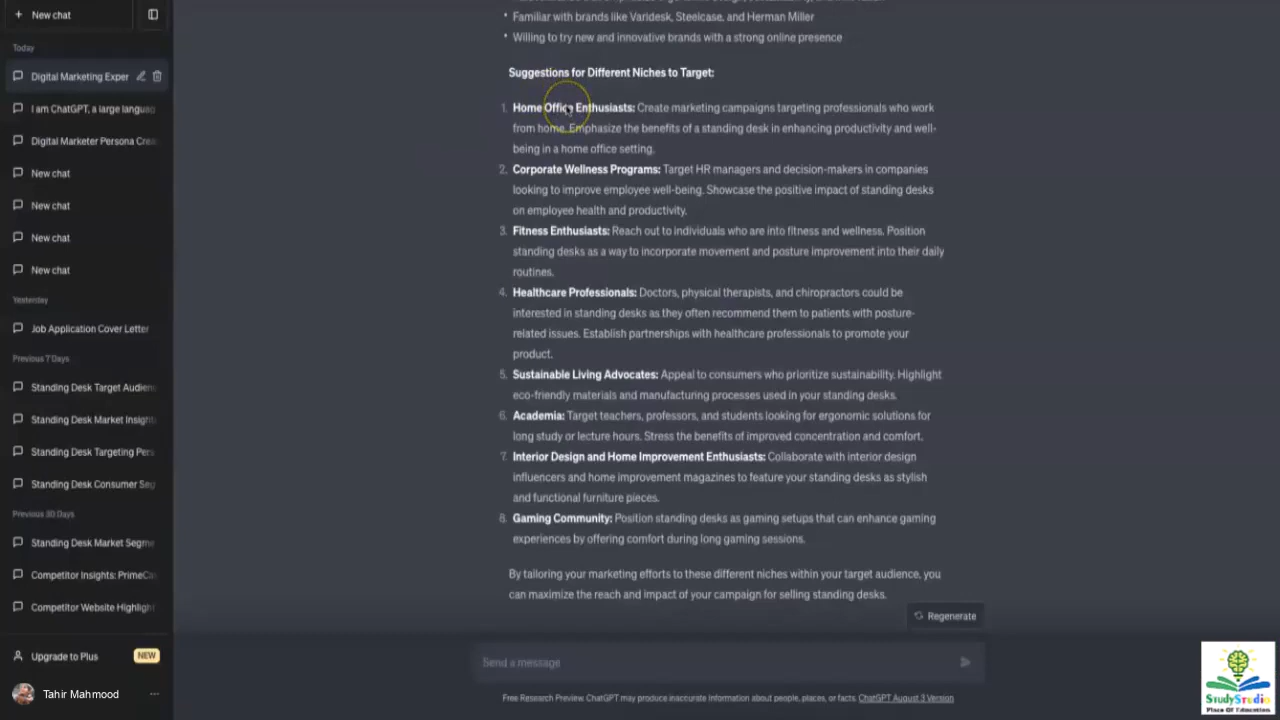 New chat
Today
Digital Marketing Exper
I am ChatGPT, a large languag
Digital Marketer Persona Crea
New chat
New chat
New chat
New chat
Yesterday
Job Application Cover Letter
Previous 7 Days
Standing Desk Target Audienc
Standing Desk Market Insight
Standing Desk Targeting Pers
Standing Desk Consumer Seg
Previous 30 Days
Standing Desk Market Segme
Competitor Insights: PrimeCa
Competitor Website Highlight
Upgrade to Plus NEW
Tahir Mahmood
• Familiar with brands like Varidesk, Steelcase, and Herman Miller
• Willing to try new and innovative brands with a strong online presence
Suggestions for Different Niches to Target:
1. Home Office Enthusiasts: Create marketing campaigns targeting professionals who work
from home. Emphasize the benefits of a standing desk in enhancing productivity and well-
being in a home office setting.
2. Corporate Wellness Programs: Target HR managers and decision-makers in companies
looking to improve employee well-being. Showcase the positive impact of standing desks
on employee health and productivity.
3. Fitness Enthusiasts: Reach out to individuals who are into fitness and wellness. Position
standing desks as a way to incorporate movement and posture improvement into their daily
routines.
4. Healthcare Professionals: Doctors, physical therapists, and chiropractors could be
interested in standing desks as they often recommend them to patients with posture-
related issues. Establish partnerships with healthcare professionals to promote your
product.
5. Sustainable Living Advocates: Appeal to consumers who prioritize sustainability. Highlight
eco-friendly materials and manufacturing processes used in your standing desks.
6. Academia: Target teachers, professors, and students looking for ergonomic solutions for
long study or lecture hours. Stress the benefits of improved concentration and comfort.
7. Interior Design and Home Improvement Enthusiasts: Collaborate with interior design
influencers and home improvement magazines to feature your standing desks as stylish
and functional furniture pieces.
8. Gaming Community: Position standing desks as gaming setups that can enhance gaming
experiences by offering comfort during long gaming sessions.
By tailoring your marketing efforts to these different niches within your target audience, you
can maximize the reach and impact of your campaign for selling standing desks.
Regenerate
Send a message
Free Research Preview. ChatGPT may produce inaccurate information about people, places, or facts. ChatGPT August 3 Version
StudyStudio
Place Of Education